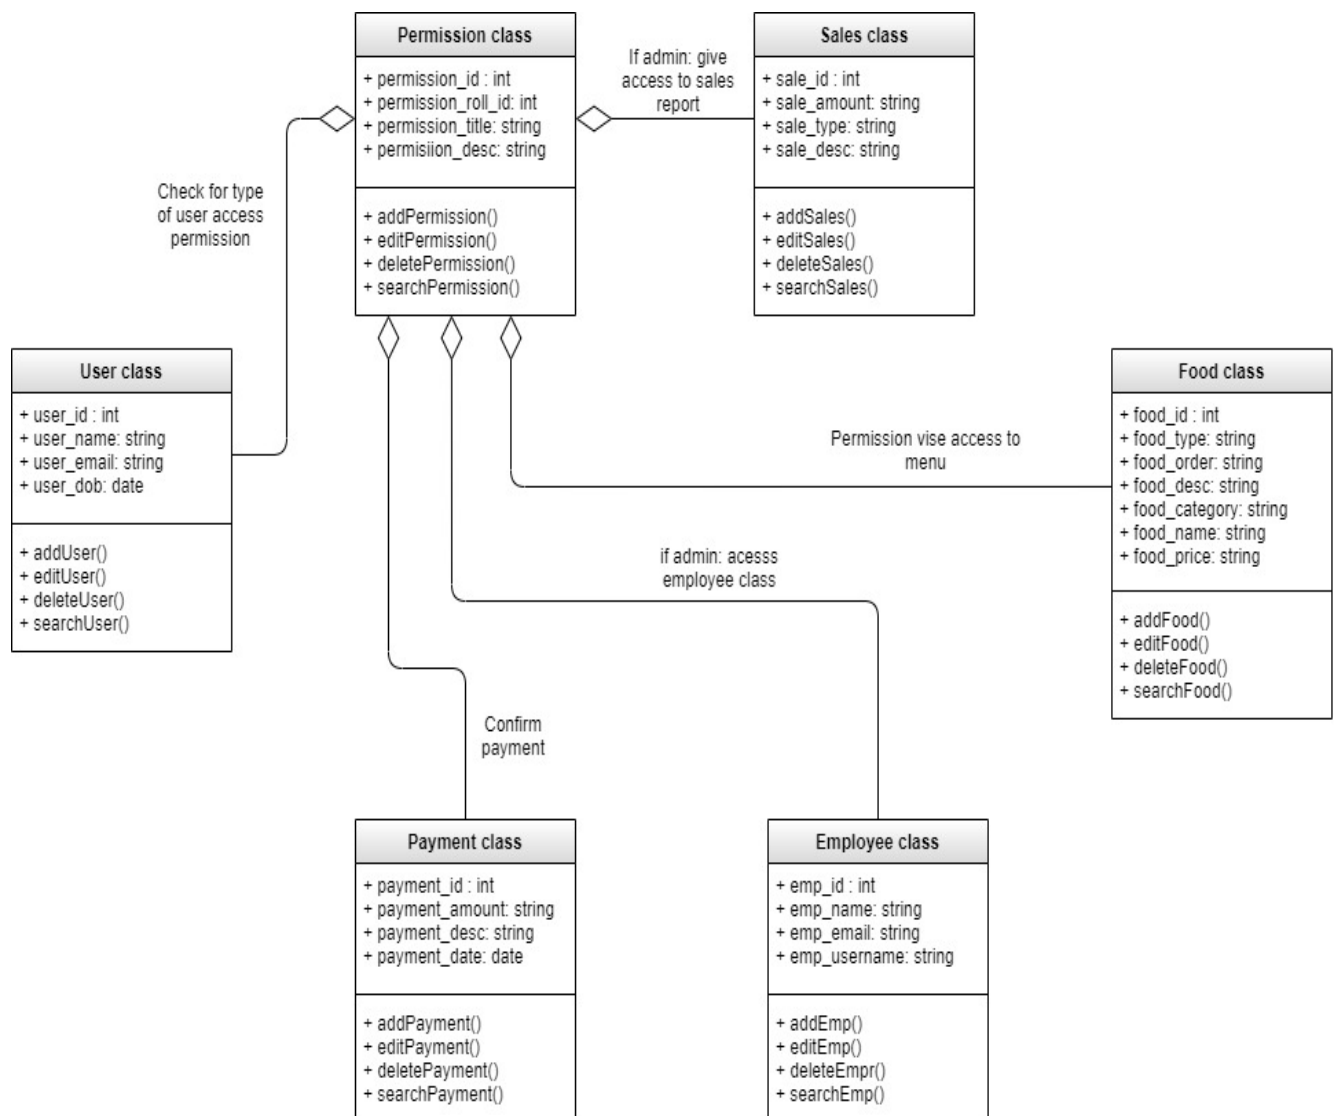 Permission class
+ permission_id : int
+ permission_roll_id: int
+ permission_title: string
+ permisiion_desc: string
+ addPermission()
+ editPermission()
+ deletePermission()
+ searchPermission()
If admin: give
access to sales
report
Sales class
+ sale_id : int
+ sale_amount: string
+ sale_type: string
+ sale_desc: string
+ addSales()
+ editSales()
+ deleteSales()
+ searchSales()
Check for type
of user access
permission
User class
+ user_id : int
+ user_name: string
+ user_email: string
+ user_dob: date
+ addUser()
+ editUser()
+ deleteUser()
+ searchUser()
Permission vise access to
menu
Food class
+ food_id : int
+ food_type: string
+ food_order: string
+ food_desc: string
+ food_category: string
+ food_name: string
+ food_price: string
+ addFood()
+ editFood()
+ deleteFood()
+ searchFood()
if admin: acesss
employee class
Confirm
payment
Payment class
+ payment_id : int
+ payment_amount: string
+ payment_desc: string
+ payment_date: date
+ addPayment()
+ editPayment()
+ deletePayment()
+ searchPayment()
Employee class
+ emp_id : int
+ emp_name: string
+ emp_email: string
+ emp_username: string
+ addEmp()
+ editEmp()
+ deleteEmpr()
+ searchEmp()